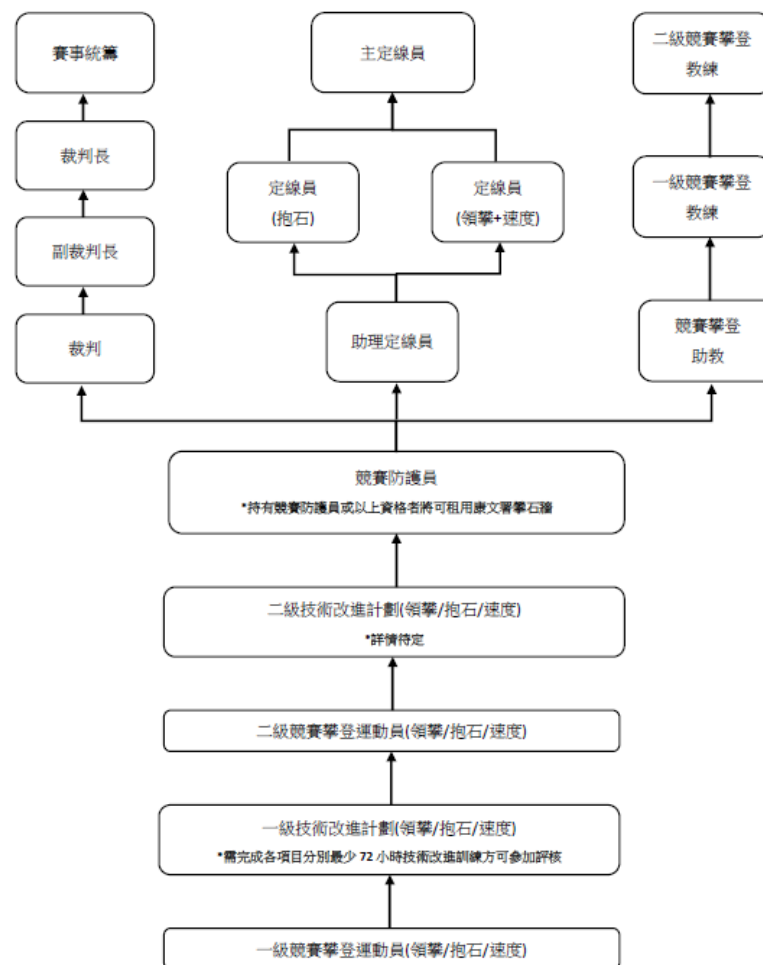 賽事統籌
主定線員
二級競賽攀登
教練
裁判長
定線員
(抱石)
定線員
(領攀+速度)
一級競賽攀登
教練
副裁判長
裁判
助理定線員
競賽攀登
助教
競賽防護員
*持有競賽防護員或以上資格者將可租用康文署攀石牆
二級技術改進計劃(領攀/抱石/速度)
*詳情待定
二級競賽攀登運動員(領攀/抱石/速度)
一級技術改進計劃(領攀/抱石/速度)
*需完成各項目分別最少 72 小時技術改進訓練方可參加評核
一級競賽攀登運動員(領攀/抱石/速度)